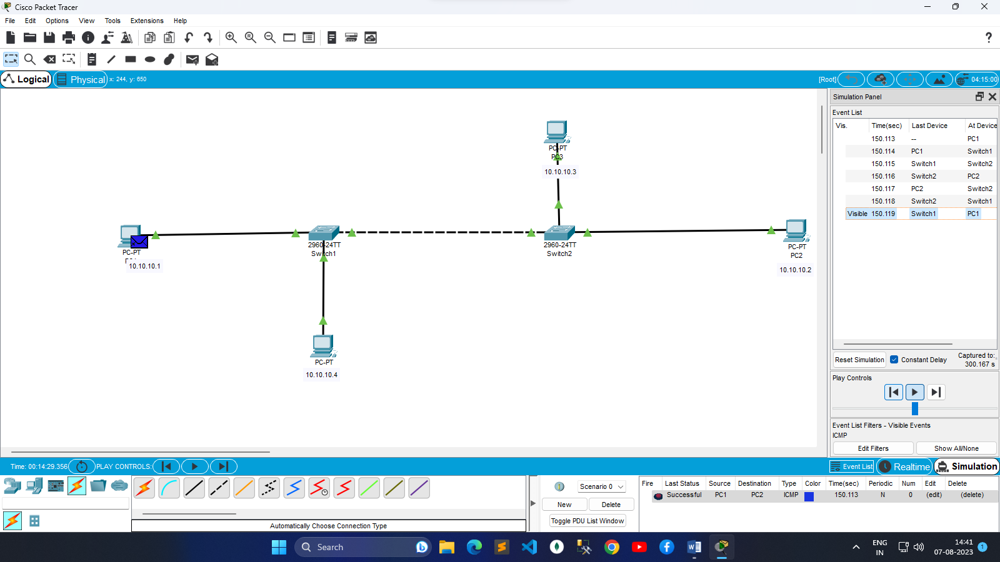 Cisco Packet Tracer
File Edit Options View Tools Extensions Help
Logical Physical x: 244, y: 650 [Root] 04:15:00
Simulation Panel
Event List
Vis. Time(sec) Last Device At Device
150.113 -- PC1
150.114 PC1 Switch1
150.115 Switch1 Switch2
150.116 Switch2 PC2
150.117 PC2 Switch2
150.118 Switch2 Switch1
Visible 150.119 Switch1 PC1
PC-PT
PC3
10.10.10.3
PC-PT
10.10.10.1
2960-24TT
Switch1
2960-24TT
Switch2
PC-PT
PC2
10.10.10.2
PC-PT
10.10.10.4
Reset Simulation Constant Delay Captured to:
300.167 s
Play Controls
Event List Filters - Visible Events
ICMP
Edit Filters Show All/None
Time: 00:14:29.356 PLAY CONTROLS: Event List Realtime Simulation
Scenario 0
New Delete
Toggle PDU List Window
Fire Last Status Source Destination Type Color Time(sec) Periodic Num Edit Delete
Successful PC1 PC2 ICMP 150.113 N 0 (edit) (delete)
Automatically Choose Connection Type
Search
ENG
IN
14:41
07-08-2023
1